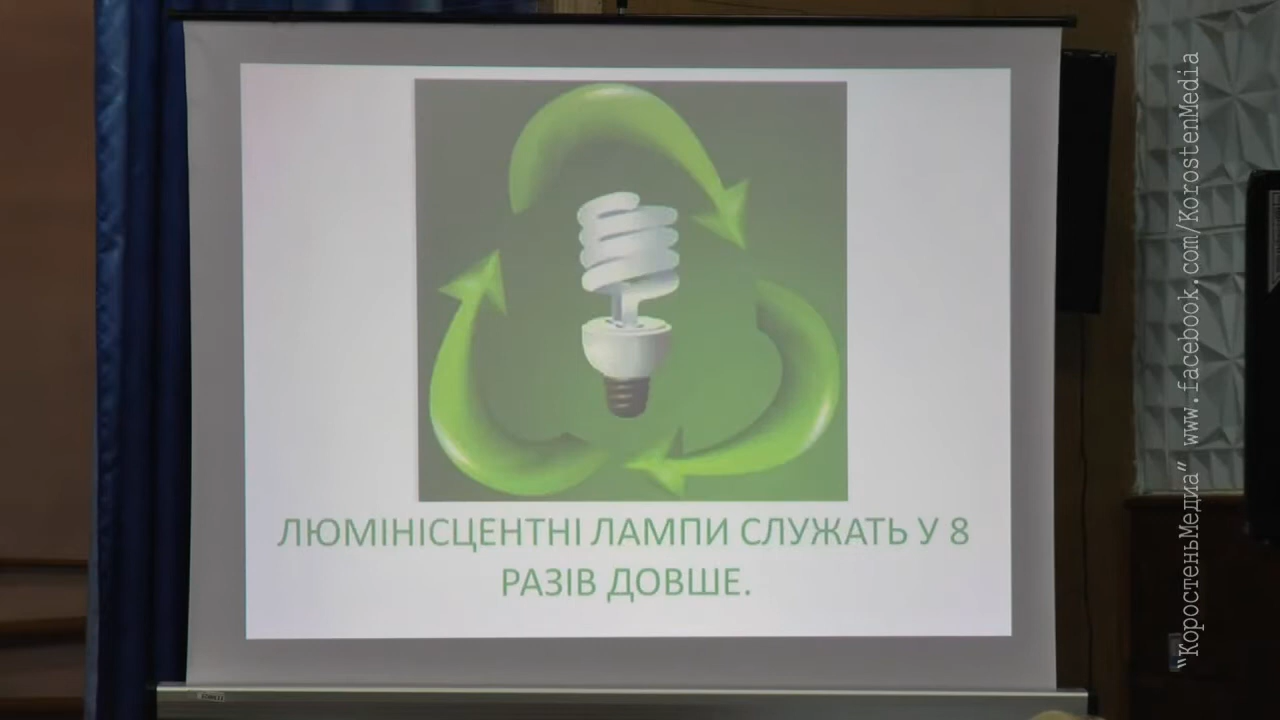 ЛЮМІНІСЦЕНТНІ ЛАМПИ СЛУЖАТЬ У 8
РАЗІВ ДОВШЕ.
"КоростеньМедиа" www.facebook.com/KorostenMedia